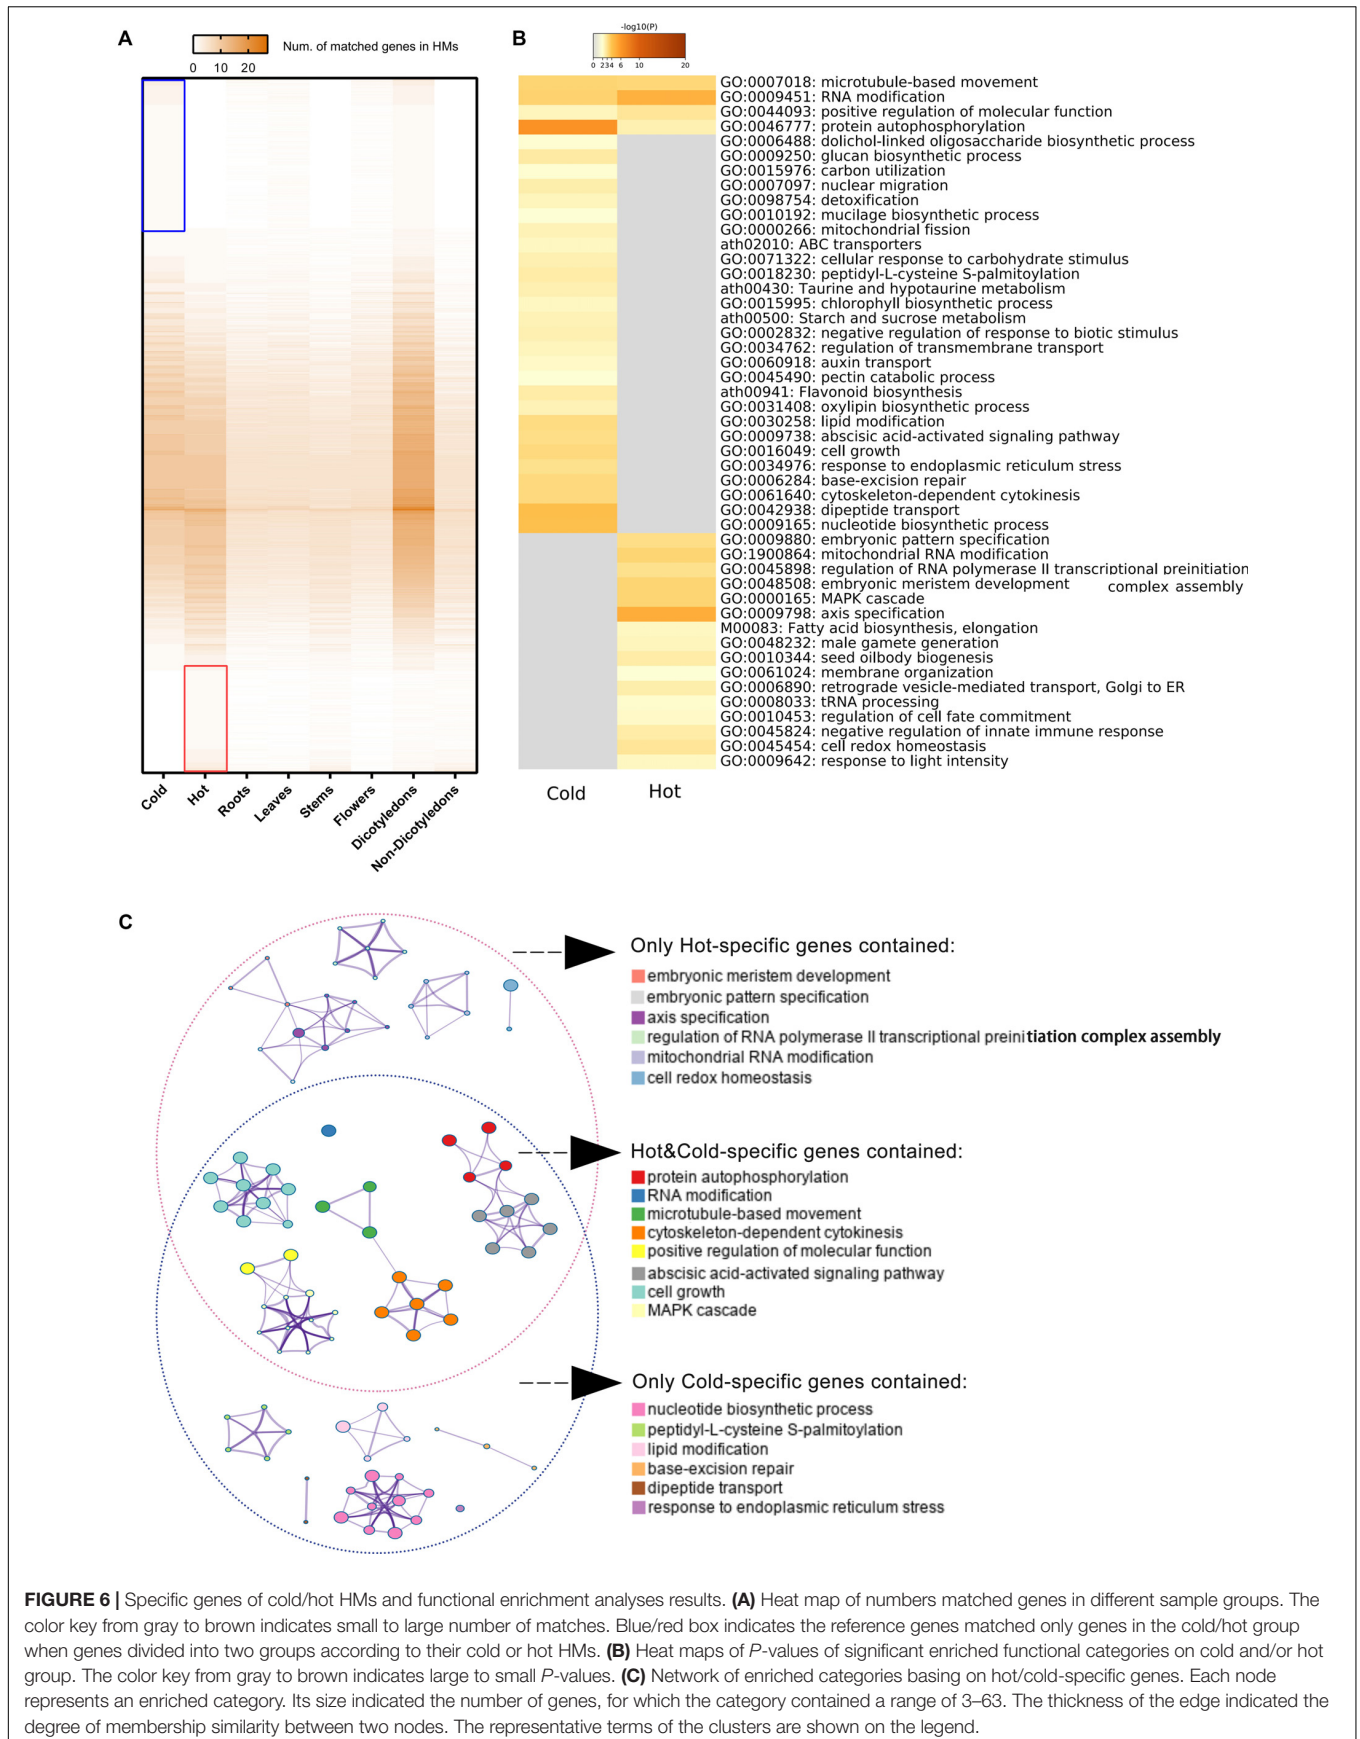 A
Num. of matched genes in HMs
0 10 20
B
-log10(P)
0 2 3 4 6 10 20
GO:0007018: microtubule-based movement
GO:0009451: RNA modification
GO:0044093: positive regulation of molecular function
GO:0046777: protein autophosphorylation
GO:0006488: dolichol-linked oligosaccharide biosynthetic process
GO:0009250: glucan biosynthetic process
GO:0015976: carbon utilization
GO:0007097: nuclear migration
GO:0098754: detoxification
GO:0010192: mucilage biosynthetic process
GO:0000266: mitochondrial fission
ath02010: ABC transporters
GO:0071322: cellular response to carbohydrate stimulus
GO:0018230: peptidyl-L-cysteine S-palmitoylation
ath00430: Taurine and hypotaurine metabolism
GO:0015995: chlorophyll biosynthetic process
ath00500: Starch and sucrose metabolism
GO:0002832: negative regulation of response to biotic stimulus
GO:0034762: regulation of transmembrane transport
GO:0060918: auxin transport
GO:0045490: pectin catabolic process
ath00941: Flavonoid biosynthesis
GO:0031408: oxylipin biosynthetic process
GO:0030258: lipid modification
GO:0009738: abscisic acid-activated signaling pathway
GO:0016049: cell growth
GO:0034976: response to endoplasmic reticulum stress
GO:0006284: base-excision repair
GO:0061640: cytoskeleton-dependent cytokinesis
GO:0042938: dipeptide transport
GO:0009165: nucleotide biosynthetic process
GO:0009880: embryonic pattern specification
GO:1900864: mitochondrial RNA modification
GO:0045898: regulation of RNA polymerase II transcriptional preinitiation
complex assembly
GO:0048508: embryonic meristem development
GO:0000165: MAPK cascade
GO:0009798: axis specification
M00083: Fatty acid biosynthesis, elongation
GO:0048232: male gamete generation
GO:0010344: seed oilbody biogenesis
GO:0061024: membrane organization
GO:0006890: retrograde vesicle-mediated transport, Golgi to ER
GO:0008033: tRNA processing
GO:0010453: regulation of cell fate commitment
GO:0045824: negative regulation of innate immune response
GO:0045454: cell redox homeostasis
GO:0009642: response to light intensity
Cold Hot Roots Leaves Stems Flowers Dicotyledons Non-Dicotyledons
Cold Hot
C
Only Hot-specific genes contained:
embryonic meristem development
embryonic pattern specification
axis specification
regulation of RNA polymerase II transcriptional preinitiation complex assembly
mitochondrial RNA modification
cell redox homeostasis
Hot&Cold-specific genes contained:
protein autophosphorylation
RNA modification
microtubule-based movement
cytoskeleton-dependent cytokinesis
positive regulation of molecular function
abscisic acid-activated signaling pathway
cell growth
MAPK cascade
Only Cold-specific genes contained:
nucleotide biosynthetic process
peptidyl-L-cysteine S-palmitoylation
lipid modification
base-excision repair
dipeptide transport
response to endoplasmic reticulum stress
FIGURE 6 | Specific genes of cold/hot HMs and functional enrichment analyses results. (A) Heat map of numbers matched genes in different sample groups. The
color key from gray to brown indicates small to large number of matches. Blue/red box indicates the reference genes matched only genes in the cold/hot group
when genes divided into two groups according to their cold or hot HMs. (B) Heat maps of P-values of significant enriched functional categories on cold and/or hot
group. The color key from gray to brown indicates large to small P-values. (C) Network of enriched categories basing on hot/cold-specific genes. Each node
represents an enriched category. Its size indicated the number of genes, for which the category contained a range of 3–63. The thickness of the edge indicated the
degree of membership similarity between two nodes. The representative terms of the clusters are shown on the legend.